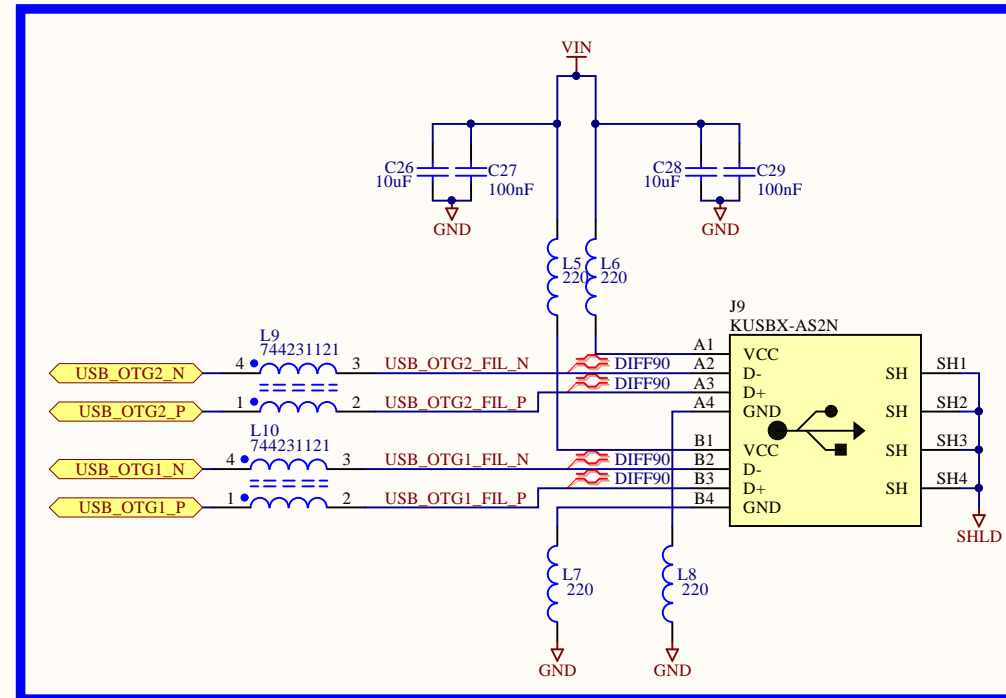 VIN
C26
10uF
C27
100nF
GND
C28
10uF
C29
100nF
GND
L5
220
L6
220
J9
KUSBX-AS2N
L9
744231121
USB_OTG2_N
4
3
USB_OTG2_FIL_N
DIFF90
A1
VCC
A2
D-
SH
SH1
DIFF90
A3
D+
USB_OTG2_P
1
2
USB_OTG2_FIL_P
A4
GND
SH
SH2
L10
744231121
B1
VCC
SH
SH3
USB_OTG1_N
4
3
USB_OTG1_FIL_N
DIFF90
B2
D-
DIFF90
B3
D+
SH
SH4
USB_OTG1_P
1
2
USB_OTG1_FIL_P
B4
GND
SHLD
L7
220
L8
220
GND
GND